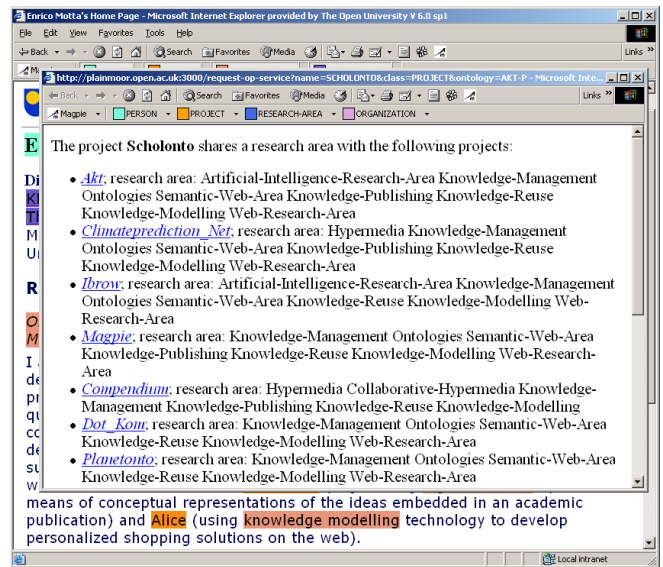 Enrico Motta's Home Page - Microsoft Internet Explorer provided by The Open University V 6.0 sp1
File Edit View Favorites Tools Help
Back Search Favorites Media Links »
http://plainmoor.open.ac.uk:3000/request-op-service?name=SCHOLONTO&class=PROJECT&ontology=AKT-P - Microsoft Inte...
Back Search Favorites Media Links »
Magpie PERSON PROJECT RESEARCH-AREA ORGANIZATION
The project Scholonto shares a research area with the following projects:
• Akt; research area: Artificial-Intelligence-Research-Area Knowledge-Management
Ontologies Semantic-Web-Area Knowledge-Publishing Knowledge-Reuse
Knowledge-Modelling Web-Research-Area
• Climateprediction_Net; research area: Hypermedia Knowledge-Management
Ontologies Semantic-Web-Area Knowledge-Publishing Knowledge-Reuse
Knowledge-Modelling Web-Research-Area
• Ibrow; research area: Artificial-Intelligence-Research-Area Knowledge-Management
Ontologies Semantic-Web-Area Knowledge-Reuse Knowledge-Modelling Web-
Research-Area
• Magpie; research area: Knowledge-Management Ontologies Semantic-Web-Area
Knowledge-Publishing Knowledge-Reuse Knowledge-Modelling Web-Research-
Area
• Compendium; research area: Hypermedia Collaborative-Hypermedia Knowledge-
Management Knowledge-Publishing Knowledge-Reuse Knowledge-Modelling
• Dot_Kom; research area: Knowledge-Management Ontologies Semantic-Web-Area
Knowledge-Reuse Knowledge-Modelling Web-Research-Area
• Planetonto; research area: Knowledge-Management Ontologies Semantic-Web-Area
Knowledge-Reuse Knowledge-Modelling Web-Research-Area
means of conceptual representations of the ideas embedded in an academic
publication) and Alice (using knowledge modelling technology to develop
personalized shopping solutions on the web).
Local intranet